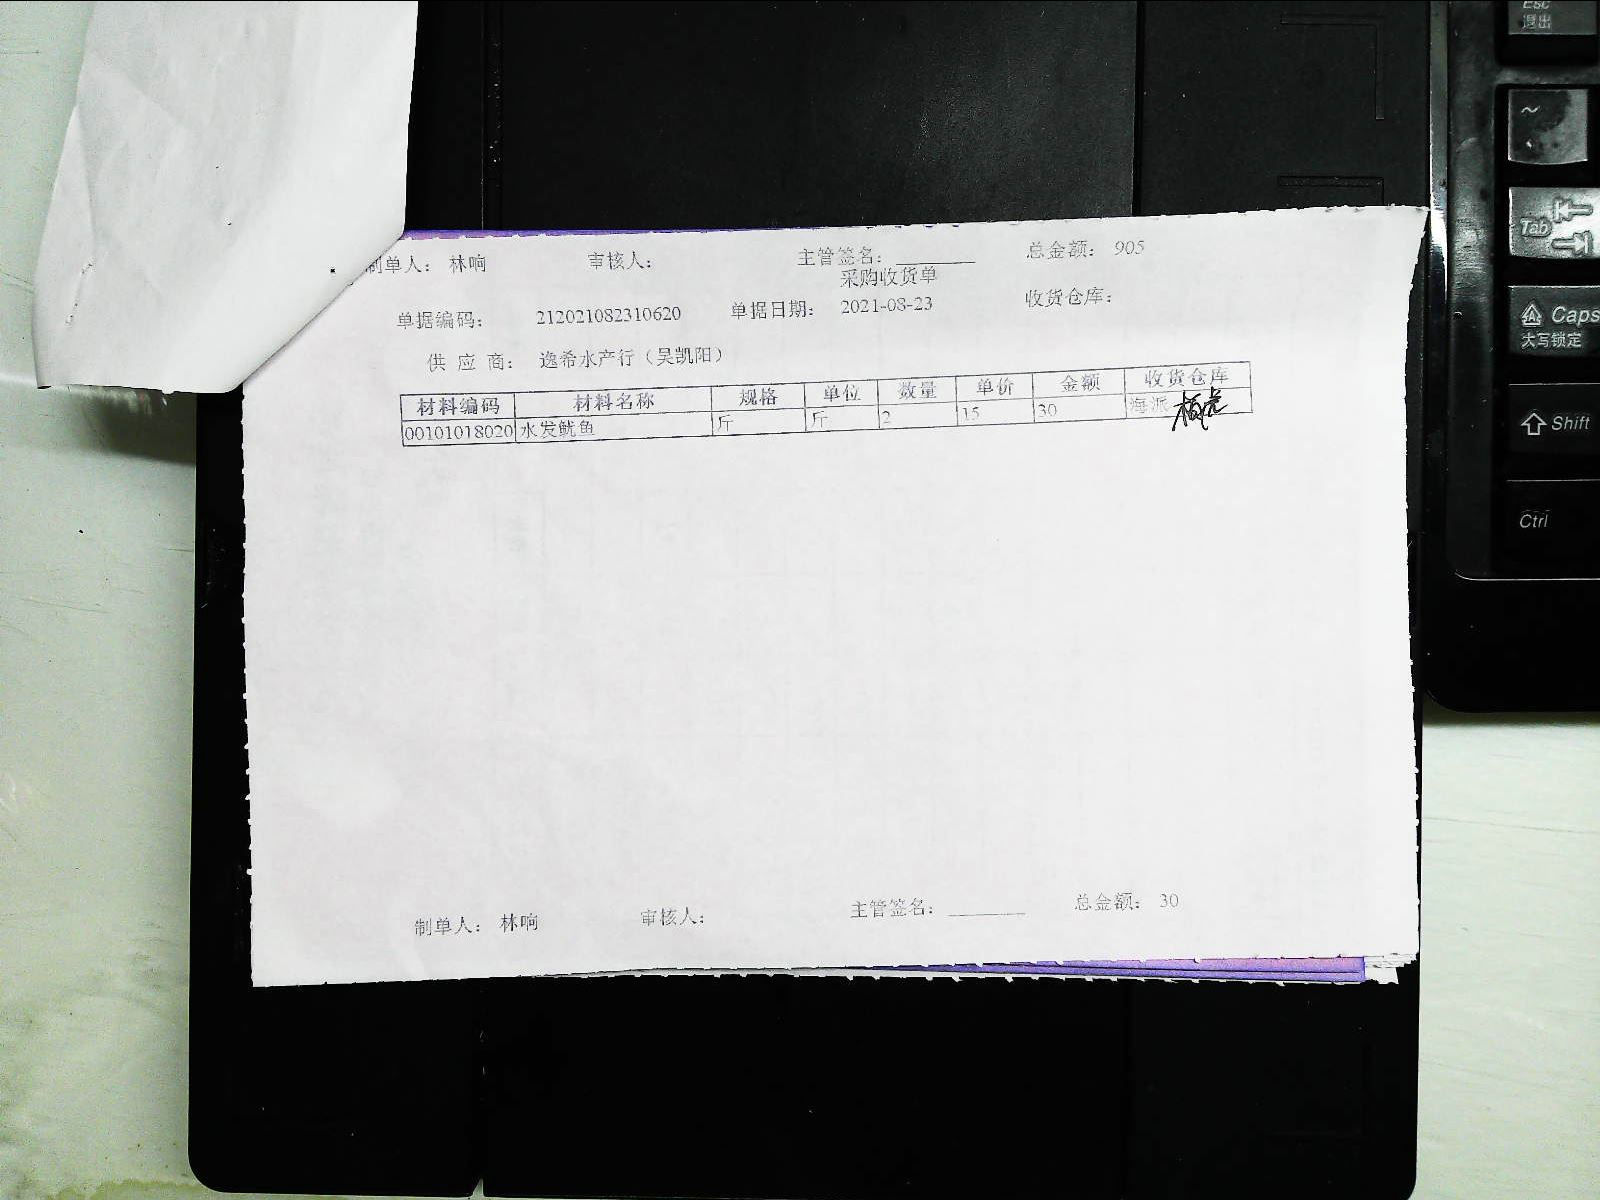 制单人： 林响 审核人： 主管签名： 总金额： 905
采购收货单
单据编码： 212021082310620 单据日期： 2021-08-23 收货仓库：
供 应 商： 逸希水产行（吴凯阳）
材料编码 材料名称 规格 单位 数量 单价 金额 收货仓库
00101018020 水发鱿鱼 斤 斤 2 15 30 海派
制单人： 林响 审核人： 主管签名： 总金额： 30
Esc
退出
~
Tab
Caps
大写锁定
Shift
Ctrl